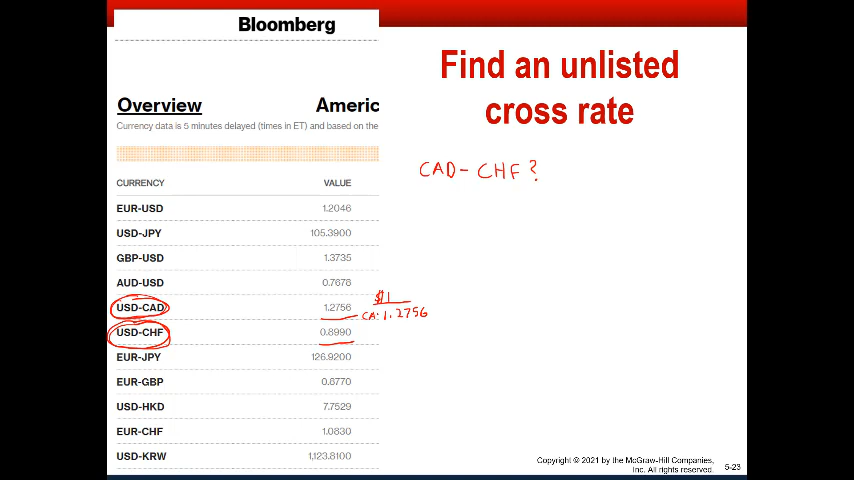 Bloomberg
Find an unlisted
cross rate
Overview Americ
Currency data is 5 minutes delayed (times in ET) and based on the
CAD- CHF?
CURRENCY VALUE
EUR-USD 1.2046
USD-JPY 105.3900
GBP-USD 1.3735
AUD-USD 0.7678
USD-CAD 1.2756
$1
CA:1.2756
USD-CHF 0.8990
EUR-JPY 126.9200
EUR-GBP 0.8770
USD-HKD 7.7529
EUR-CHF 1.0830
USD-KRW 1,123.8100
Copyright © 2021 by the McGraw-Hill Companies,
Inc. All rights reserved. 5-23